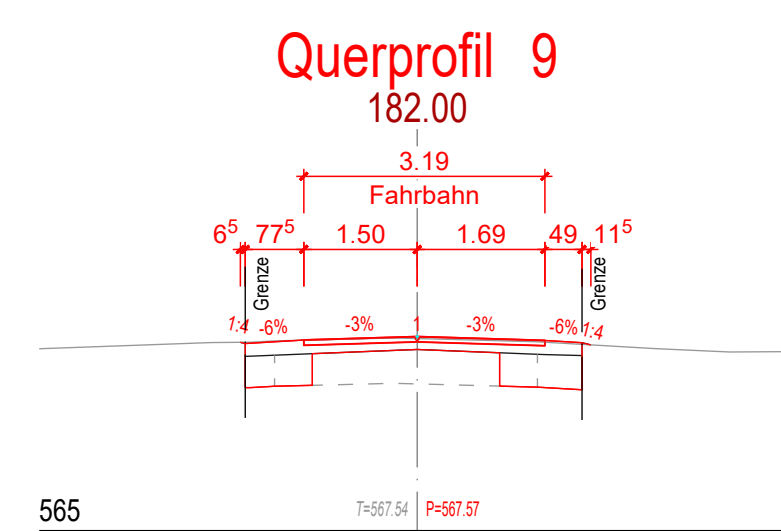 Querprofil 9
182.00
3.19
Fahrbahn
6⁵ 77⁵ 1.50 1.69 49 11⁵
Grenze Grenze
1:4 -6% -3% 1 -3% -6% 1:4
565 T=567.54 P=567.57